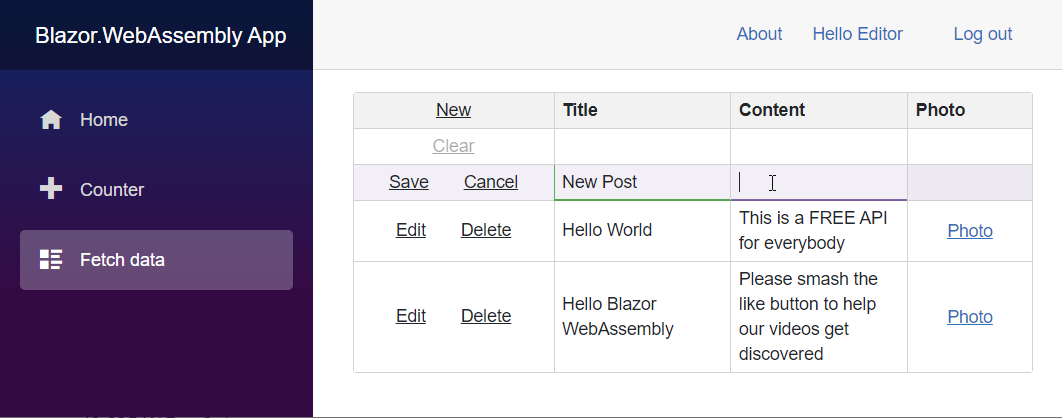 Blazor.WebAssembly App
About Hello Editor Log out
Home
Counter
Fetch data
New Title Content Photo
Clear
Save Cancel New Post
Edit Delete Hello World This is a FREE API
for everybody Photo
Edit Delete Hello Blazor
WebAssembly Please smash the
like button to help
our videos get
discovered Photo